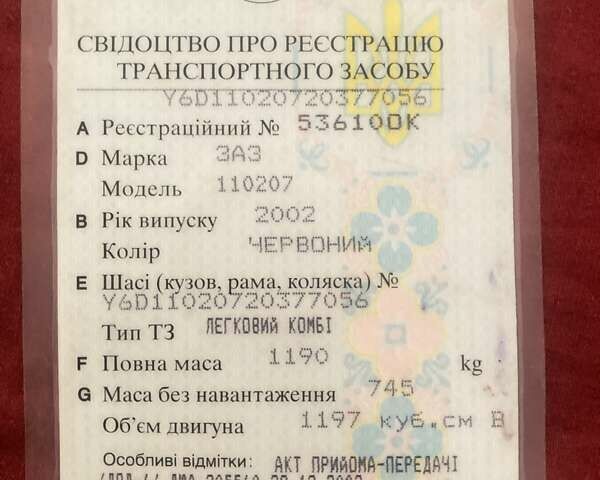 СВІДОЦТВО ПРО РЕЄСТРАЦІЮ
ТРАНСПОРТНОГО ЗАСОБУ
Y6D11020720377056
A Реєстраційний № 53610ОК
D Марка ЗАЗ
Модель 110207
B Рік випуску 2002
Колір ЧЕРВОНИЙ
E Шасі (кузов, рама, коляска) №
Y6D11020720377056
Тип ТЗ ЛЕГКОВИЙ КОМБІ
F Повна маса 1190 kg
G Маса без навантаження 745
Об'єм двигуна 1197 куб.см В
Особливі відмітки: АКТ ПРИЙОМА-ПЕРЕДАЧІ